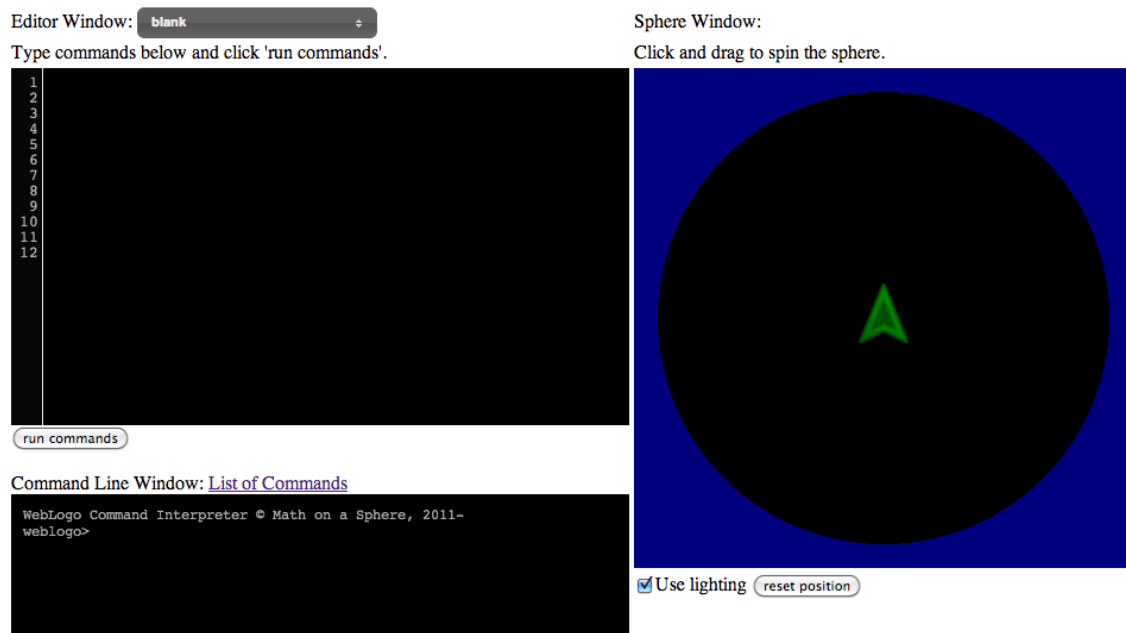 Editor Window: blank
Type commands below and click 'run commands'.
1
2
3
4
5
6
7
8
9
10
11
12
run commands
Command Line Window: List of Commands
WebLogo Command Interpreter © Math on a Sphere, 2011-
weblogo>
Sphere Window:
Click and drag to spin the sphere.
Use lighting reset position